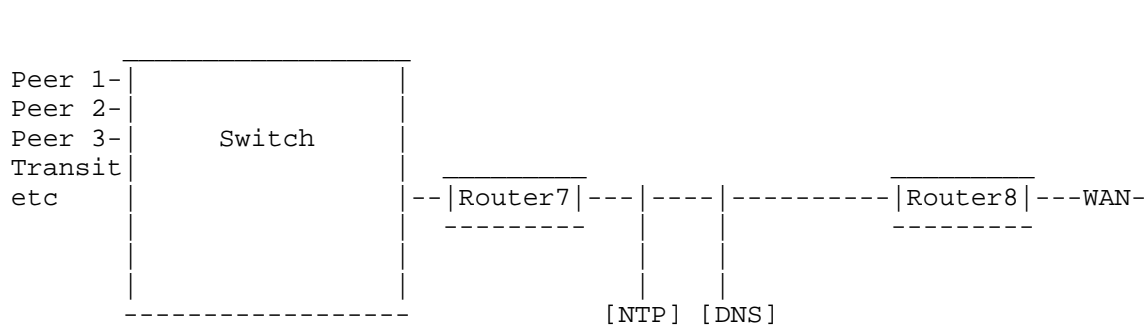 Peer 1-
Peer 2-
Peer 3- Switch
Transit
etc --|Router7|---|----|----------|Router8|---WAN-
[NTP] [DNS]